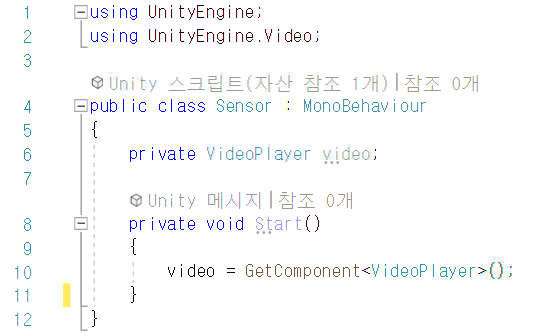 1 using UnityEngine;
2 using UnityEngine.Video;
3
Unity 스크립트(자산 참조 1개)|참조 0개
4 public class Sensor : MonoBehaviour
5 {
6 private VideoPlayer video;
7
Unity 메시지|참조 0개
8 private void Start()
9 {
10 video = GetComponent<VideoPlayer>();
11 }
12 }